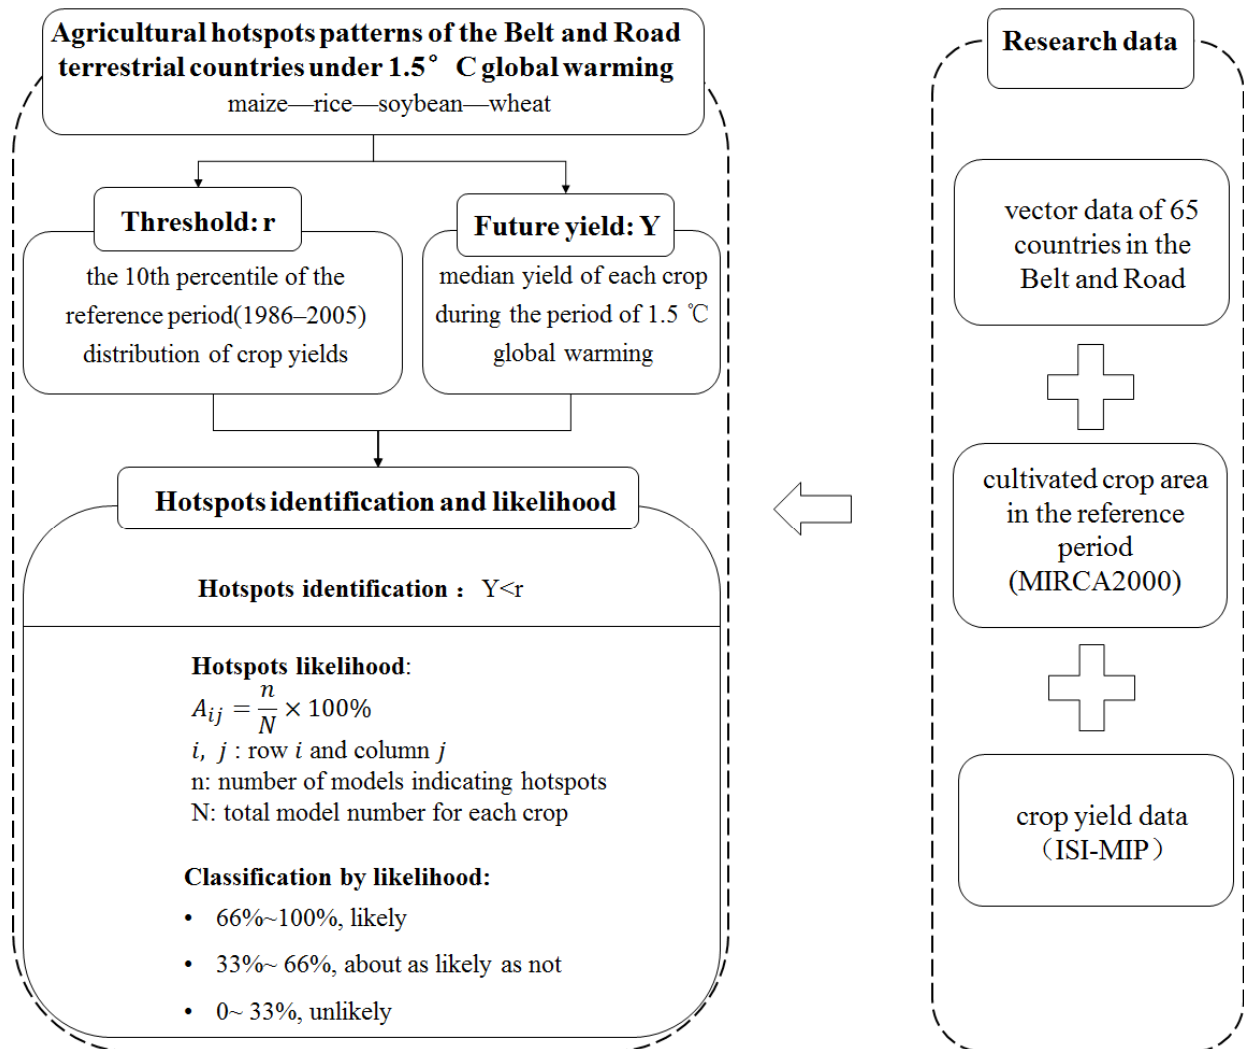 Agricultural hotspots patterns of the Belt and Road
terrestrial countries under 1.5° C global warming
maize—rice—soybean—wheat
Threshold: r
the 10th percentile of the
reference period(1986–2005)
distribution of crop yields
Future yield: Y
median yield of each crop
during the period of 1.5 ℃
global warming
Hotspots identification and likelihood
Hotspots identification： Y<r
Hotspots likelihood:
A_{ij} = \frac{n}{N} × 100%
i, j : row i and column j
n: number of models indicating hotspots
N: total model number for each crop
Classification by likelihood:
• 66%~100%, likely
• 33%~ 66%, about as likely as not
• 0~ 33%, unlikely
Research data
vector data of 65
countries in the
Belt and Road
cultivated crop area
in the reference
period
(MIRCA2000)
crop yield data
（ISI-MIP）